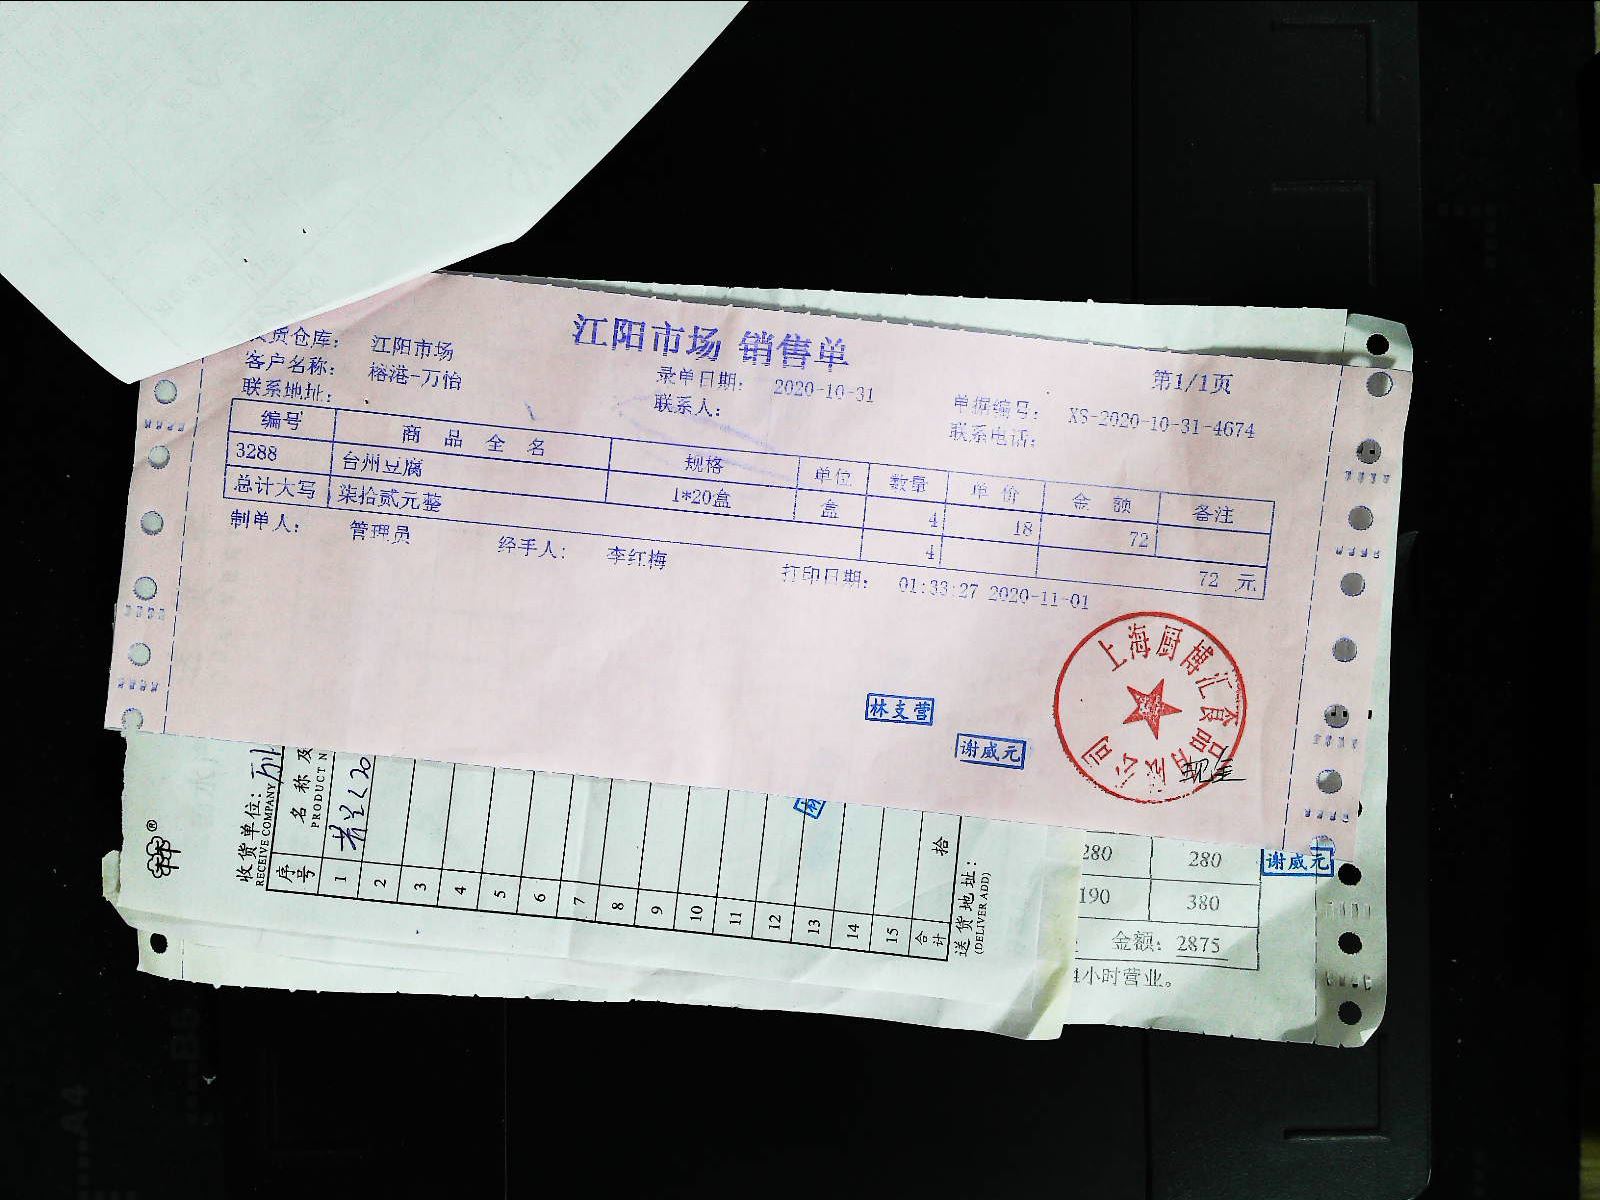 江阳市场 销售单
货仓库： 江阳市场
第1/1页
客户名称： 榕港-万怡 录单日期： 2020-10-31 单据编号： XS-2020-10-31-4674
联系地址： 联系人： 联系电话：
编号 商品全名 规格 单位 数量 单价 金额 备注
3288 台州豆腐 1*20盒 盒 4 18 72
总计大写 柒拾贰元整 4 72 元
制单人： 管理员 经手人： 李红梅 打印日期： 01:33:27 2020-11-01
上海厨博汇食品有限公司
林支营
谢威元
收货单位：
RECEIVE COMPANY
序号 名称及
PRODUCT N
1
2
3
4
5
6
7
8
9
10
11
12
13
14
15
合计 拾
送货地址：
(DELIVER ADD)
280 280
谢威元
190 380
金额： 2875
小时营业。